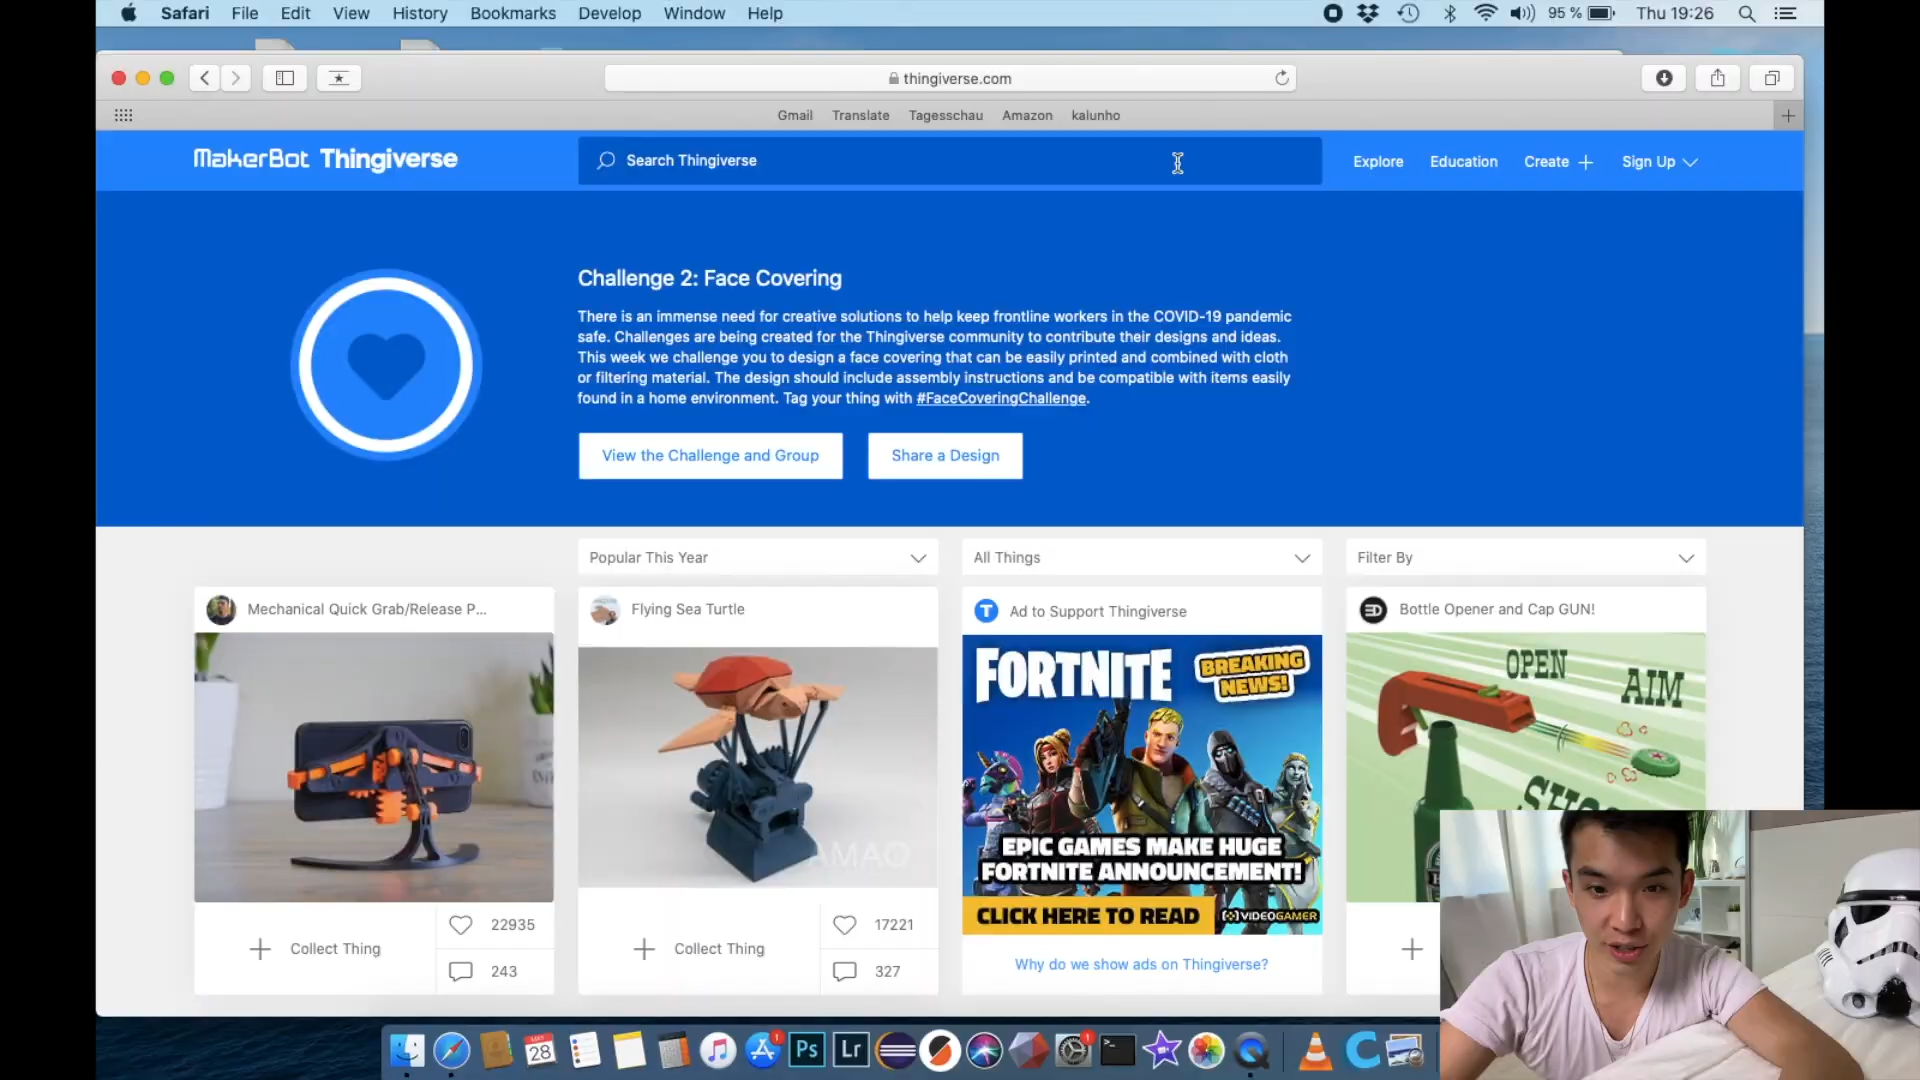 Safari File Edit View History Bookmarks Develop Window Help 95 % Thu 19:26
thingiverse.com
Gmail Translate Tagesschau Amazon kalunho
MakerBot Thingiverse Search Thingiverse Explore Education Create Sign Up
Challenge 2: Face Covering
There is an immense need for creative solutions to help keep frontline workers in the COVID-19 pandemic
safe. Challenges are being created for the Thingiverse community to contribute their designs and ideas.
This week we challenge you to design a face covering that can be easily printed and combined with cloth
or filtering material. The design should include assembly instructions and be compatible with items easily
found in a home environment. Tag your thing with #FaceCoveringChallenge.
View the Challenge and Group Share a Design
Popular This Year All Things Filter By
Mechanical Quick Grab/Release P...
22935
Collect Thing
243
Flying Sea Turtle
AMAO
17221
Collect Thing
327
T Ad to Support Thingiverse
FORTNITE
BREAKING
NEWS!
EPIC GAMES MAKE HUGE
FORTNITE ANNOUNCEMENT!
CLICK HERE TO READ VIDEOGAMER
Why do we show ads on Thingiverse?
Bottle Opener and Cap GUN!
OPEN
AIM
MAY
28
1
Ps
Lr
1